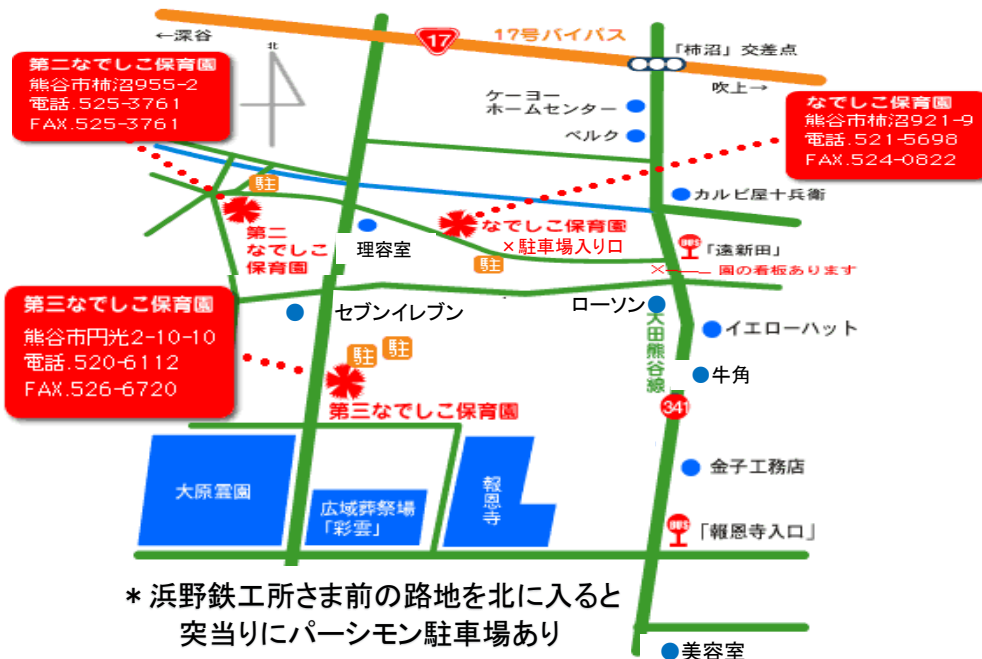 ←深谷
北
17
17号バイパス
「柿沼」交差点
吹上→
第二なでしこ保育園
熊谷市柿沼955-2
電話.525-3761
FAX.525-3761
ケーヨー
ホームセンター
ベルク
なでしこ保育園
熊谷市柿沼921-9
電話.521-5698
FAX.524-0822
駐
カルビ屋十兵衛
第二
なでしこ
保育園
理容室
なでしこ保育園
×駐車場入り口
駐
BUS
「遠新田」
×―― 園の看板あります
第三なでしこ保育園
熊谷市円光2-10-10
電話.520-6112
FAX.526-6720
セブンイレブン
ローソン
大田熊谷線
イエローハット
駐
駐
牛角
第三なでしこ保育園
341
金子工務店
大原霊園
広域葬祭場
「彩雲」
報恩寺
BUS
「報恩寺入口」
*浜野鉄工所さま前の路地を北に入ると
突当りにパーシモン駐車場あり
美容室